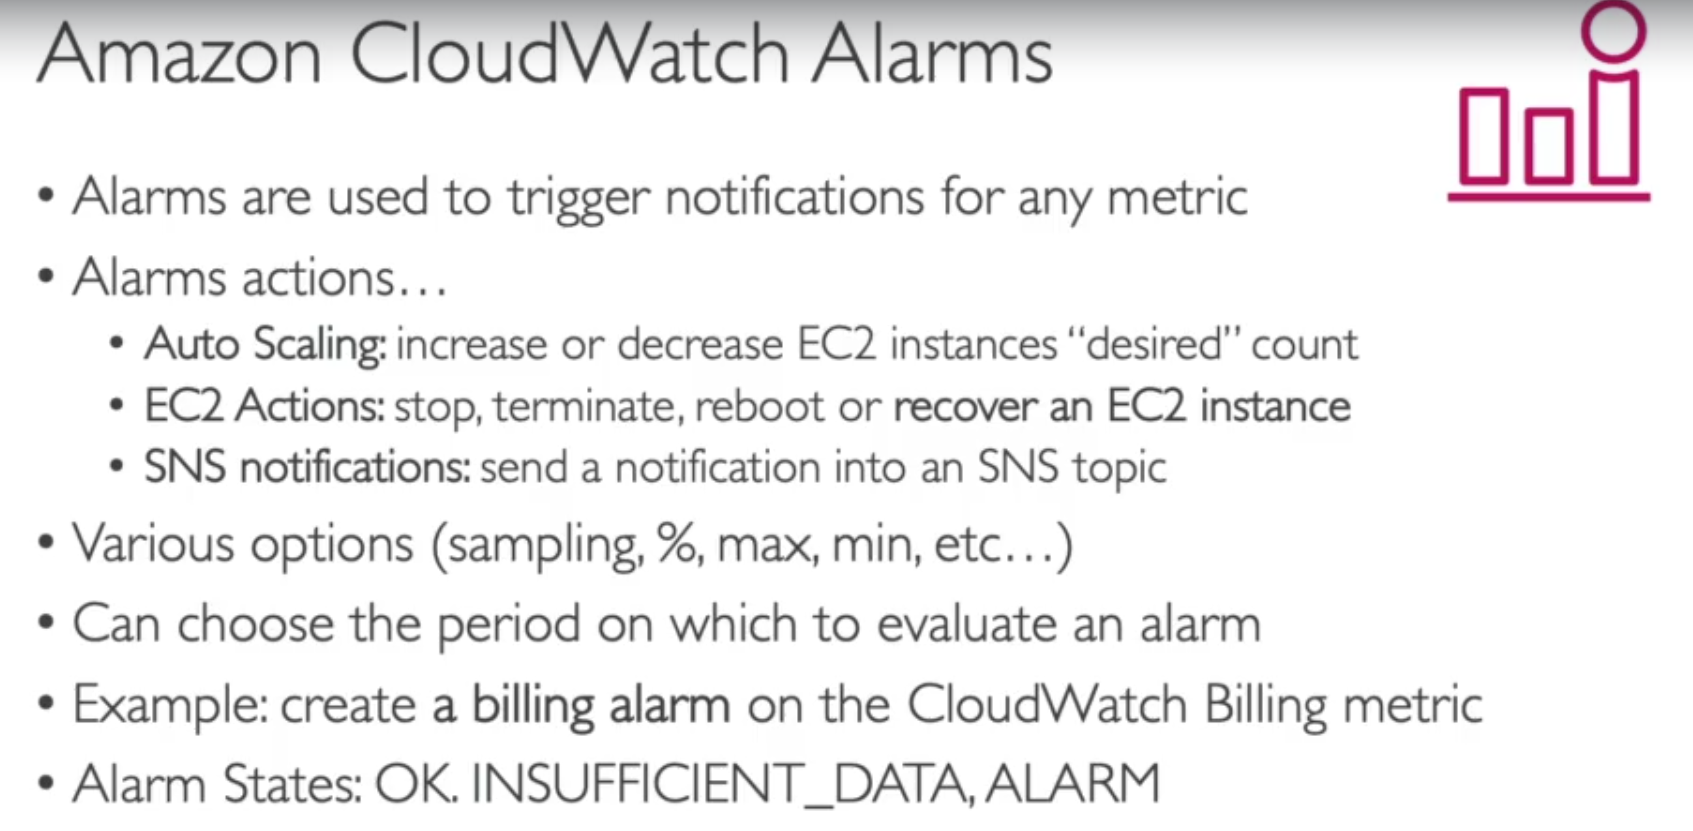 Amazon CloudWatch Alarms
• Alarms are used to trigger notifications for any metric
• Alarms actions…
• Auto Scaling: increase or decrease EC2 instances “desired” count
• EC2 Actions: stop, terminate, reboot or recover an EC2 instance
• SNS notifications: send a notification into an SNS topic
• Various options (sampling, %, max, min, etc…)
• Can choose the period on which to evaluate an alarm
• Example: create a billing alarm on the CloudWatch Billing metric
• Alarm States: OK. INSUFFICIENT_DATA, ALARM